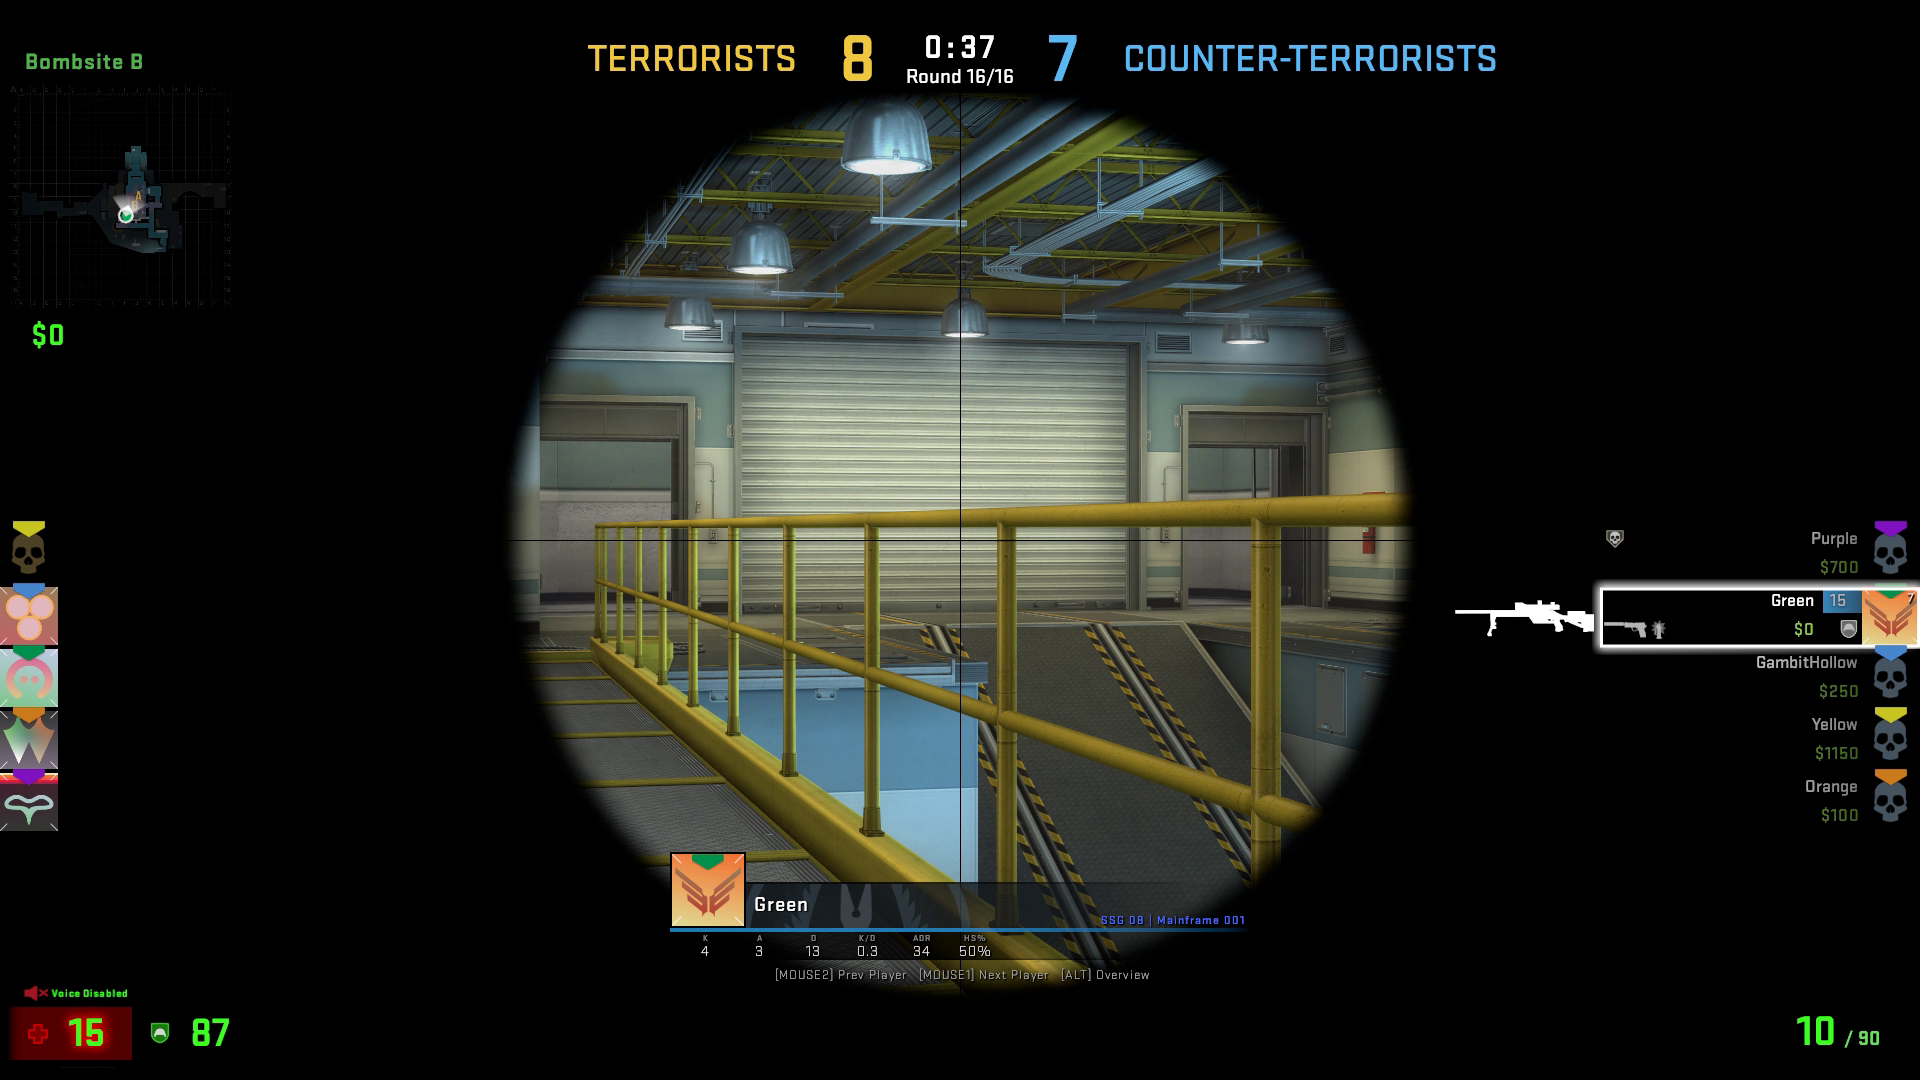 Bombsite B
TERRORISTS 8 0:37 7 COUNTER-TERRORISTS
Round 16/16
A
$0
Purple
$700
Green 15 7
$0
GambitHollow
$250
Yellow
$1150
Orange
$100
Green
SSG 08 | Mainframe 001
K A D K/D ADR HS%
4 3 13 0.3 34 50%
[MOUSE2] Prev Player [MOUSE1] Next Player [ALT] Overview
Voice Disabled
15 87
10 / 90